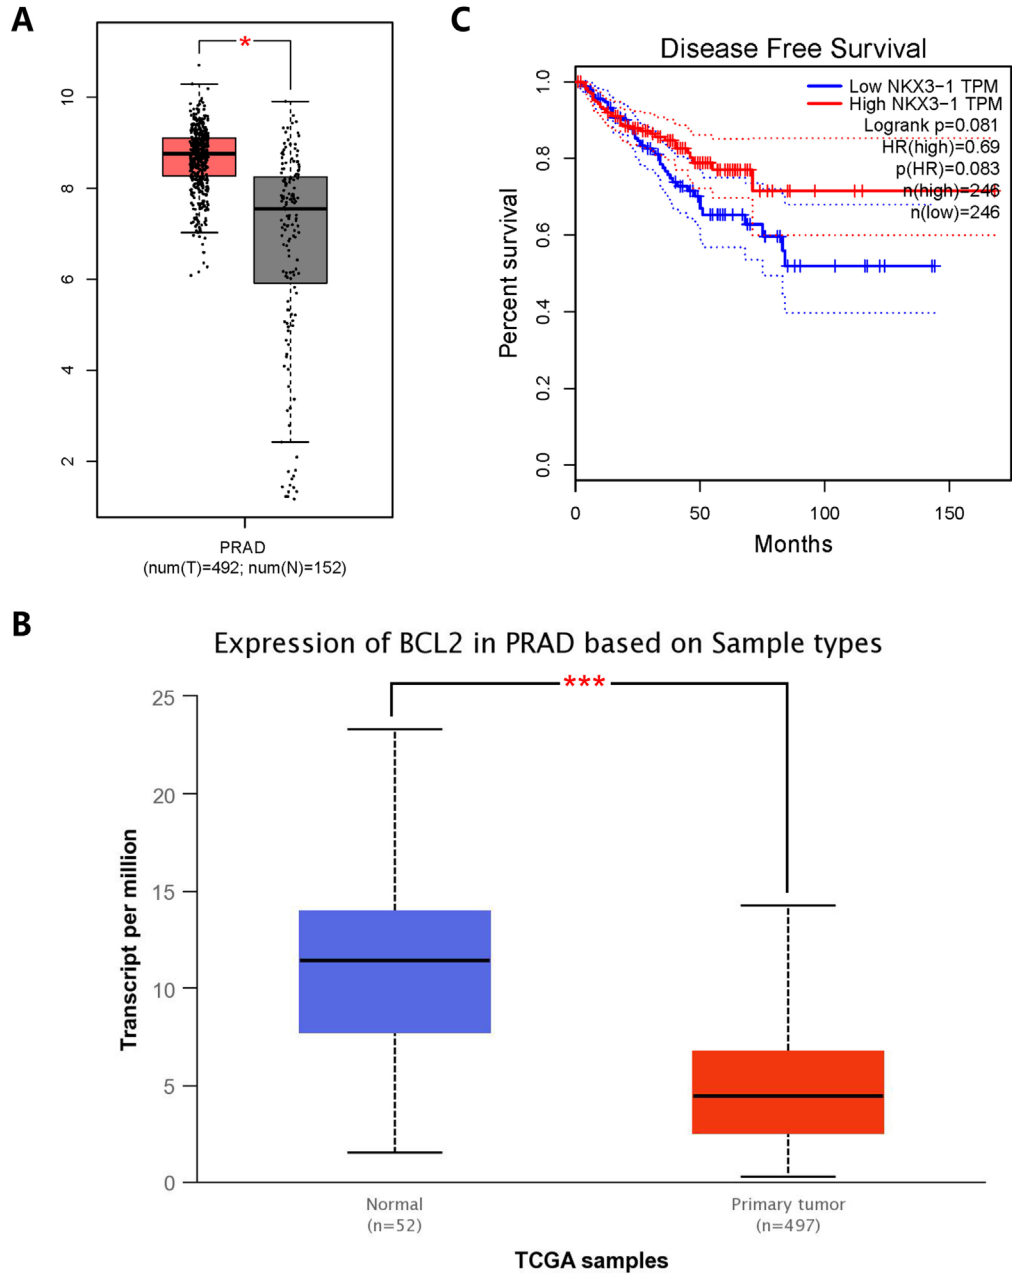 A
*
10
8
6
4
2
PRAD
(num(T)=492; num(N)=152)
C
Disease Free Survival
Low NKX3−1 TPM
High NKX3−1 TPM
Logrank p=0.081
HR(high)=0.69
p(HR)=0.083
n(high)=246
n(low)=246
Percent survival
1.0
0.8
0.6
0.4
0.2
0.0
0
50
100
150
Months
B
Expression of BCL2 in PRAD based on Sample types
***
Transcript per million
25
20
15
10
5
0
Normal
(n=52)
Primary tumor
(n=497)
TCGA samples